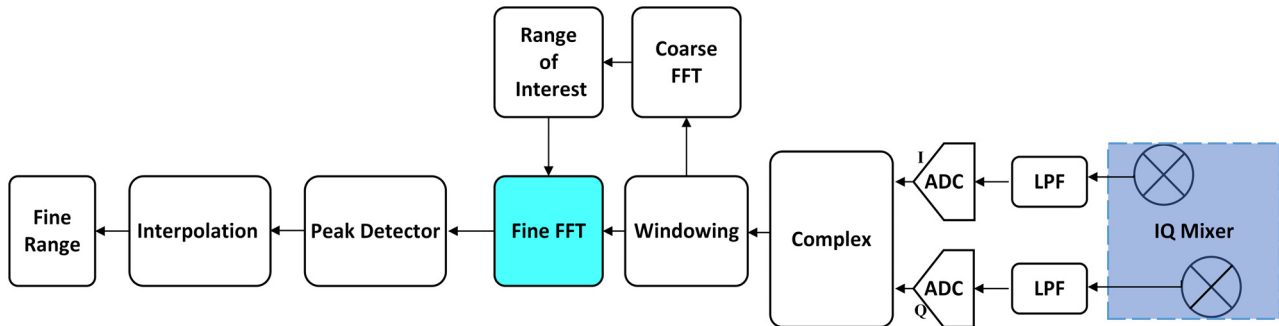 Range
of
Interest
Coarse
FFT
I
ADC
LPF
Fine
Range
Interpolation
Peak Detector
Fine FFT
Windowing
Complex
IQ Mixer
ADC
Q
LPF